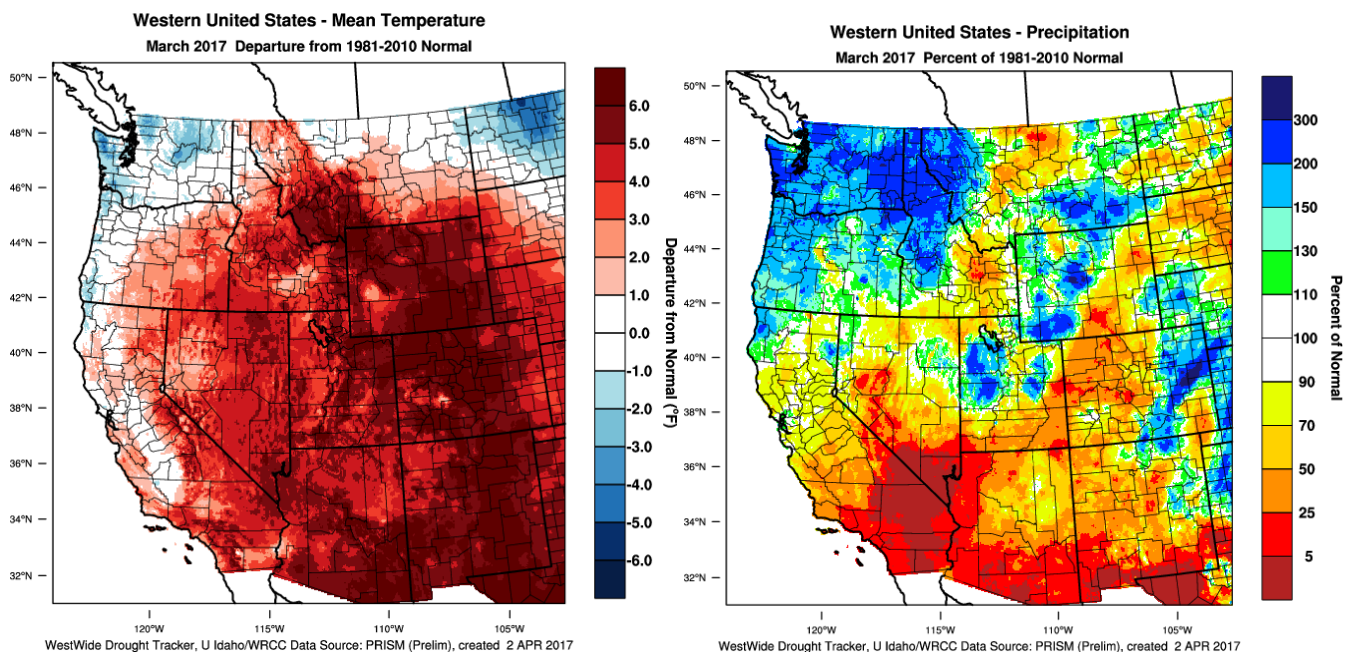 Western United States - Mean Temperature
March 2017 Departure from 1981-2010 Normal
50°N
48°N
46°N
44°N
42°N
40°N
38°N
36°N
34°N
32°N
120°W
115°W
110°W
105°W
6.0
5.0
4.0
3.0
2.0
1.0
0.0
-1.0
-2.0
-3.0
-4.0
-5.0
-6.0
Departure from Normal (°F)
WestWide Drought Tracker, U Idaho/WRCC Data Source: PRISM (Prelim), created 2 APR 2017
Western United States - Precipitation
March 2017 Percent of 1981-2010 Normal
50°N
48°N
46°N
44°N
42°N
40°N
38°N
36°N
34°N
32°N
120°W
115°W
110°W
105°W
300
200
150
130
110
100
90
70
50
25
5
Percent of Normal
WestWide Drought Tracker, U Idaho/WRCC Data Source: PRISM (Prelim), created 2 APR 2017